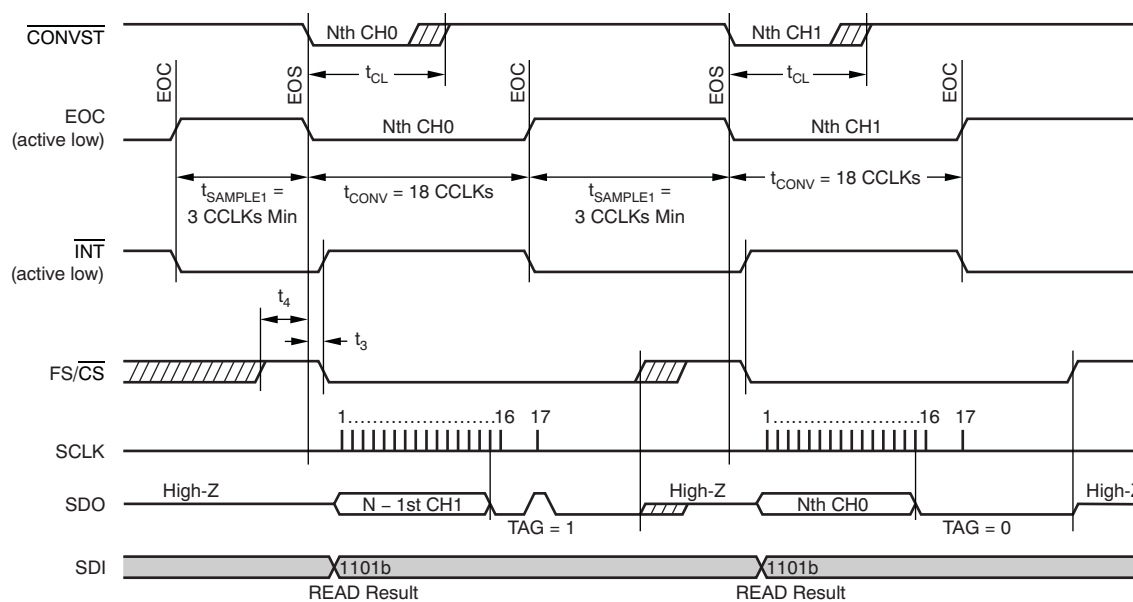 CONVST
Nth CH0
Nth CH1
tCL
tCL
EOC
EOS
EOC
EOS
EOC
EOC
(active low)
Nth CH0
Nth CH1
tSAMPLE1 =
3 CCLKs Min
tCONV = 18 CCLKs
tSAMPLE1 =
3 CCLKs Min
tCONV = 18 CCLKs
INT
(active low)
t4
t3
FS/CS
1....................16 17
1....................16 17
SCLK
High-Z
High-Z
High-Z
SDO
N – 1st CH1
Nth CH0
TAG = 1
TAG = 0
SDI
1101b
1101b
READ Result
READ Result